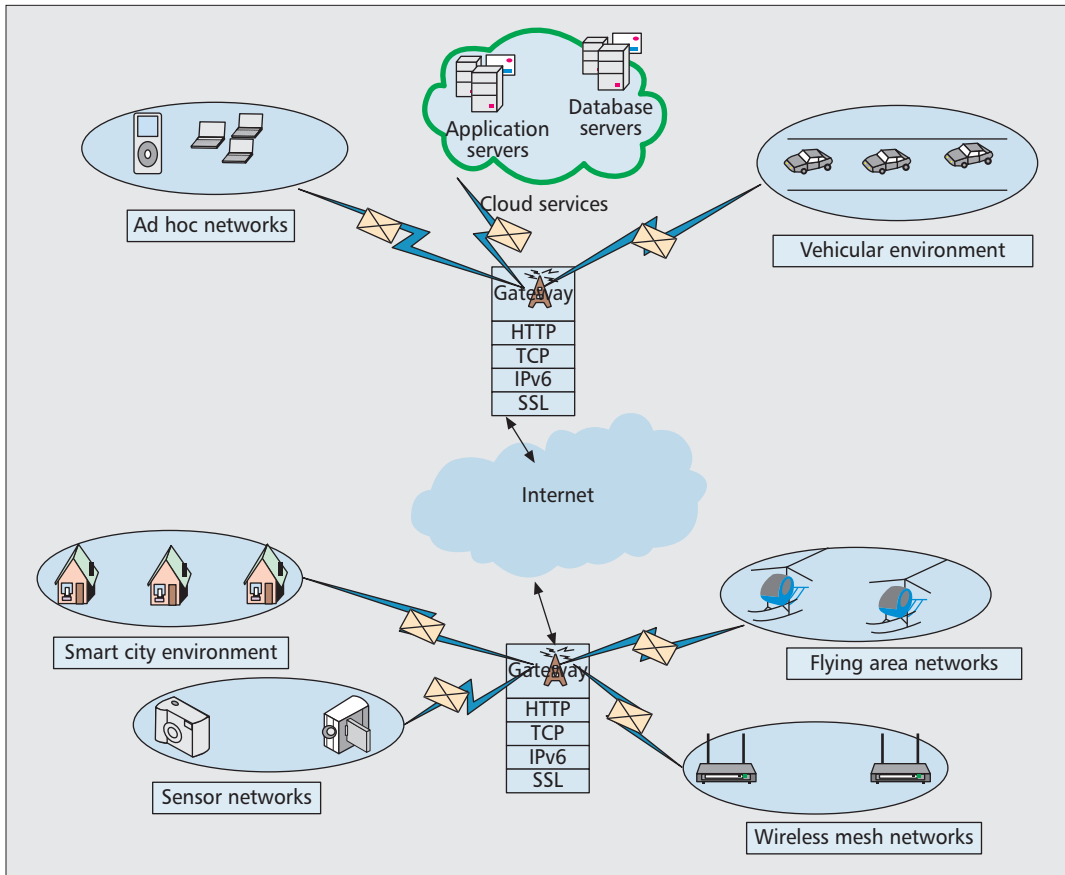 Application
servers
Database
servers
Cloud services
Ad hoc networks
Vehicular environment
Gateway
HTTP
TCP
IPv6
SSL
Internet
Smart city environment
Flying area networks
Gateway
HTTP
TCP
IPv6
SSL
Sensor networks
Wireless mesh networks